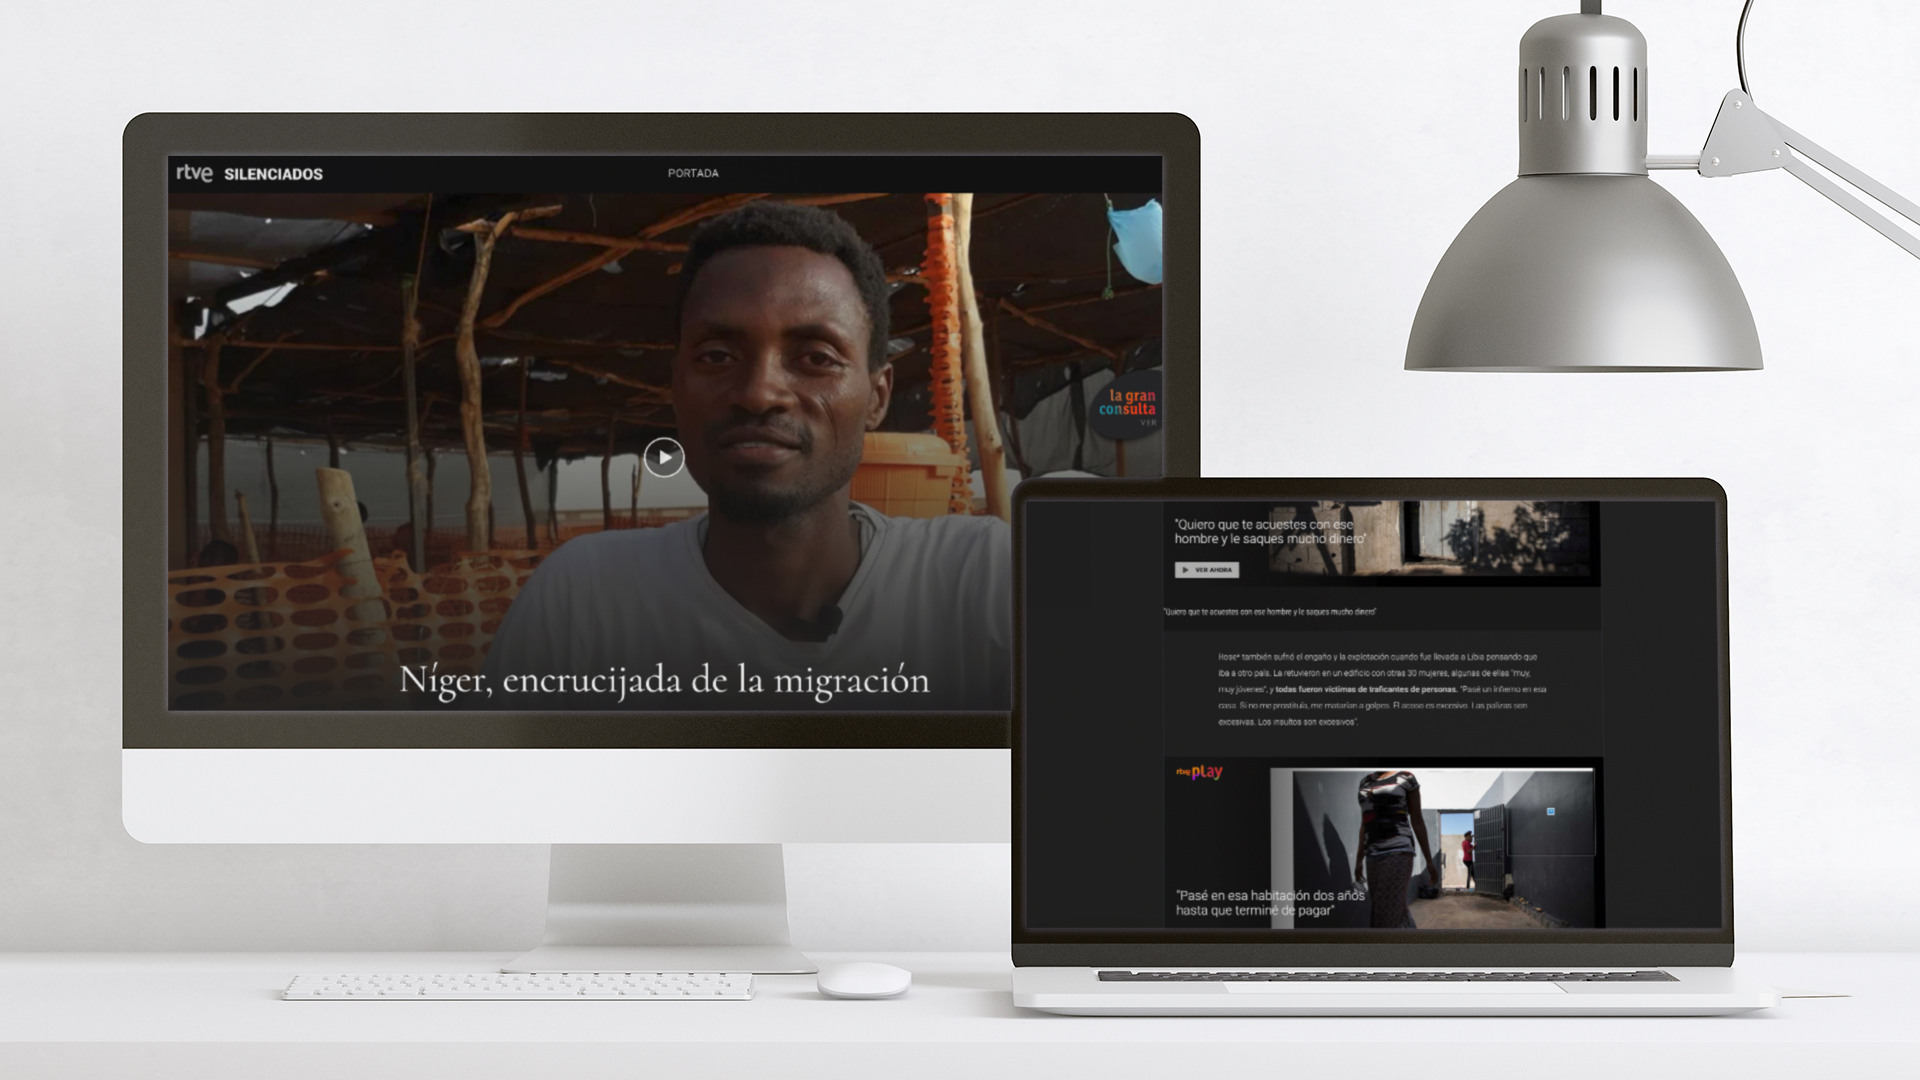 rtve SILENCIADOS
PORTADA
la gran
consulta
VER
Níger, encrucijada de la migración
"Quiero que te acuestes con ese
hombre y le saques mucho dinero"
VER AHORA
"Quiero que te acuestes con ese hombre y le saques mucho dinero"
Hose* también sufrió el engaño y la explotación cuando fue llevada a Libia pensando que
iba a otro país. La retuvieron en un edificio con otras 30 mujeres, algunas de ellas "muy,
muy jóvenes", y todas fueron víctimas de traficantes de personas. "Pasé un infierno en esa
casa. Si no me prostituía, me matarían a golpes. El acoso es excesivo. Las palizas son
excesivas. Los insultos son excesivos".
rtve play
"Pasé en esa habitación dos años
hasta que terminé de pagar"